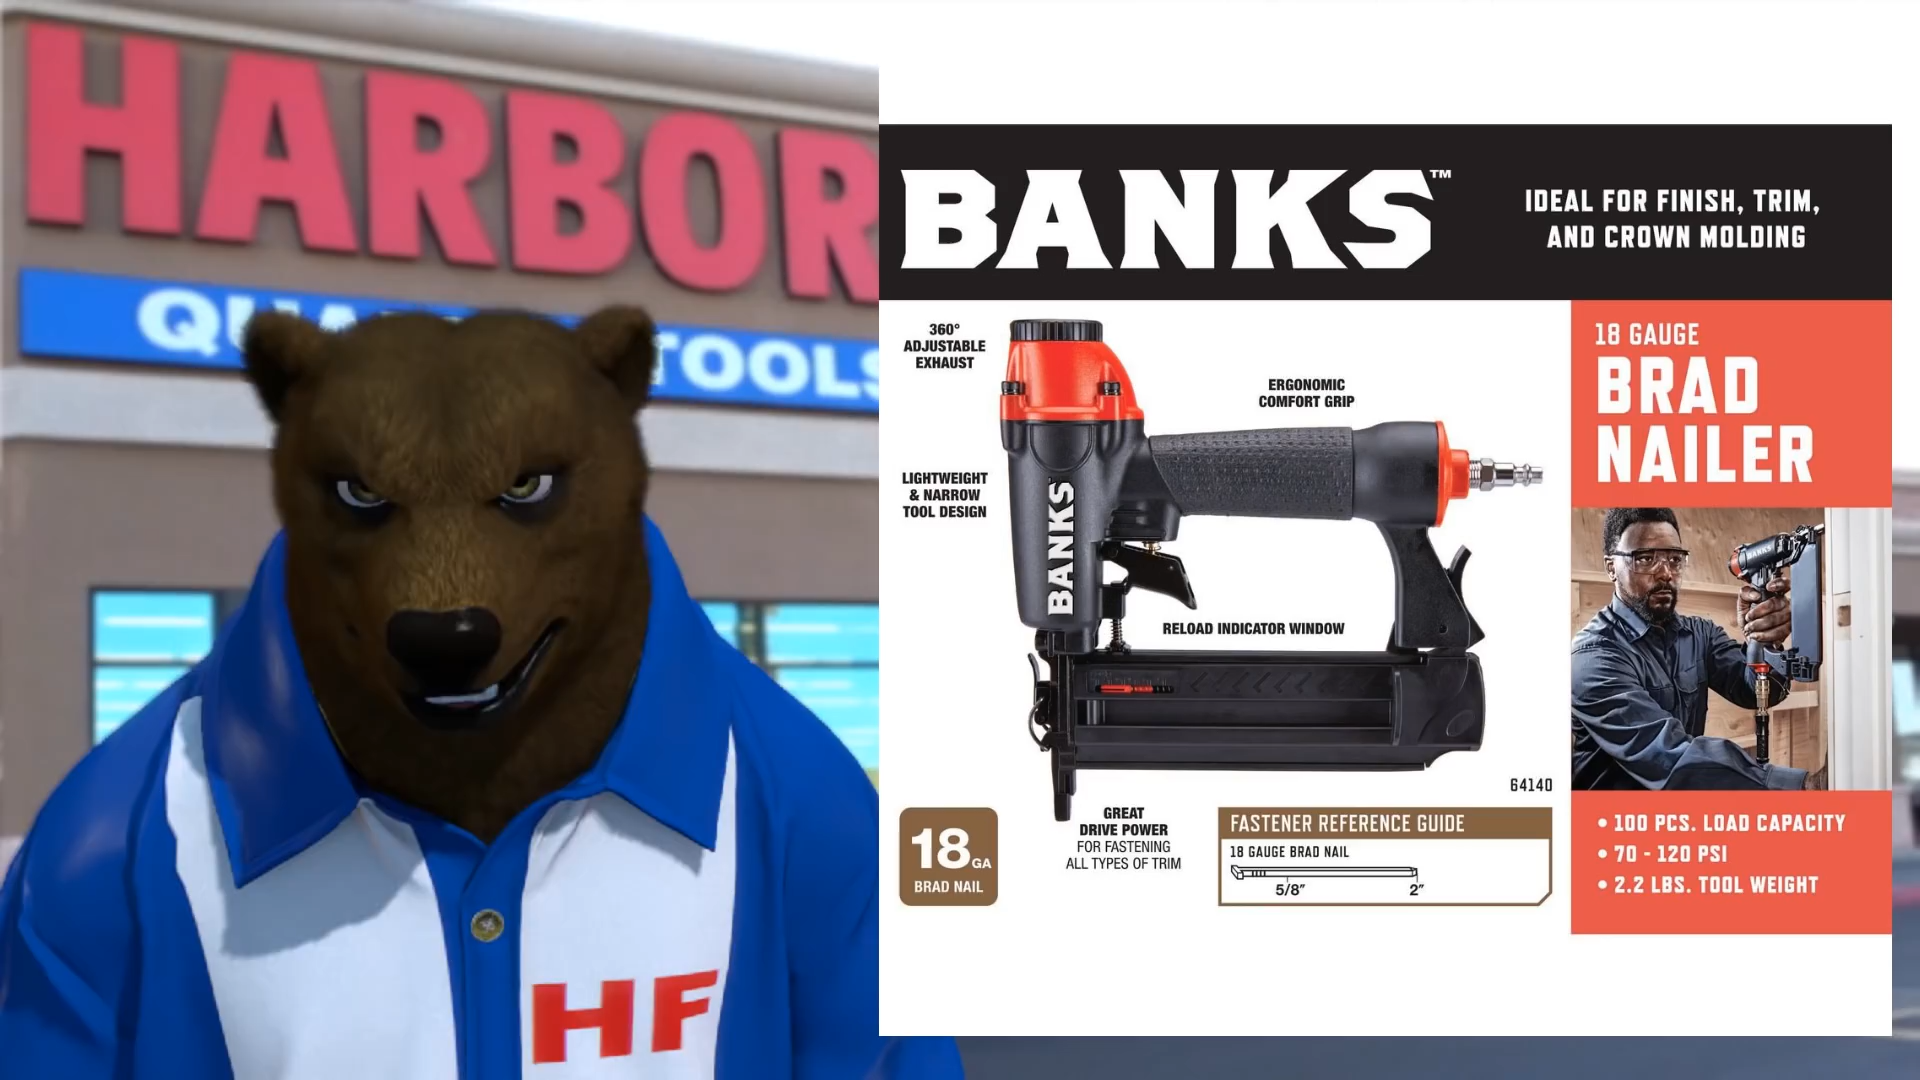 HARBOR
QUA TOOLS
HF
BANKS™
IDEAL FOR FINISH, TRIM,
AND CROWN MOLDING
360°
ADJUSTABLE
EXHAUST
ERGONOMIC
COMFORT GRIP
LIGHTWEIGHT
& NARROW
TOOL DESIGN
BANKS
RELOAD INDICATOR WINDOW
64140
18GA
BRAD NAIL
GREAT
DRIVE POWER
FOR FASTENING
ALL TYPES OF TRIM
FASTENER REFERENCE GUIDE
18 GAUGE BRAD NAIL
5/8" 2"
18 GAUGE
BRAD
NAILER
BANKS
• 100 PCS. LOAD CAPACITY
• 70 - 120 PSI
• 2.2 LBS. TOOL WEIGHT